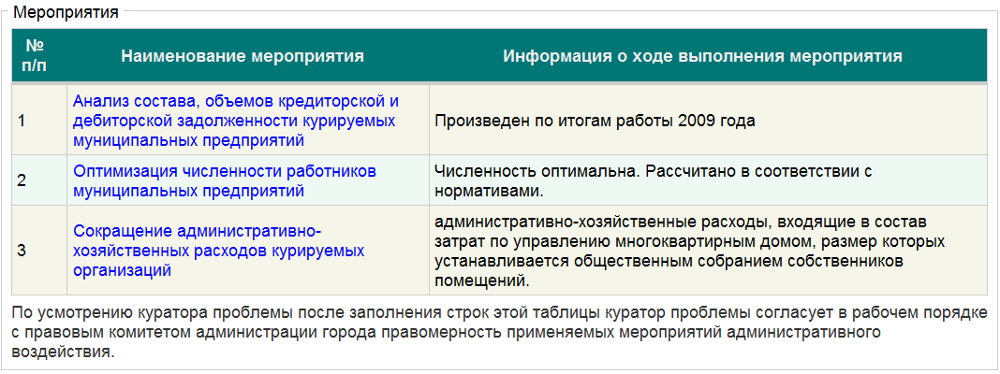 Мероприятия
№
п/п
Наименование мероприятия
Информация о ходе выполнения мероприятия
1
Анализ состава, объемов кредиторской и
дебиторской задолженности курируемых
муниципальных предприятий
Произведен по итогам работы 2009 года
2
Оптимизация численности работников
муниципальных предприятий
Численность оптимальна. Рассчитано в соответствии с
нормативами.
3
Сокращение административно-
хозяйственных расходов курируемых
организаций
административно-хозяйственные расходы, входящие в состав
затрат по управлению многоквартирным домом, размер которых
устанавливается общественным собранием собственников
помещений.
По усмотрению куратора проблемы после заполнения строк этой таблицы куратор проблемы согласует в рабочем порядке
с правовым комитетом администрации города правомерность применяемых мероприятий административного
воздействия.